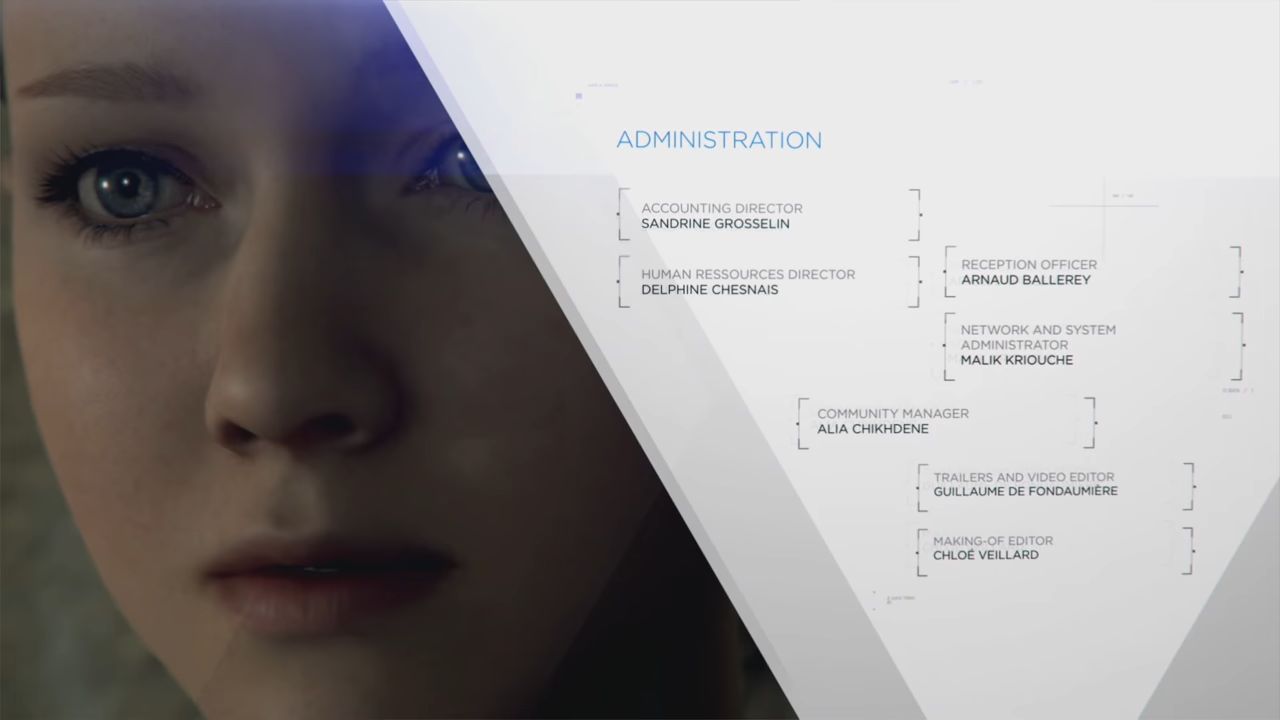 ADMINISTRATION
ACCOUNTING DIRECTOR
SANDRINE GROSSELIN
HUMAN RESSOURCES DIRECTOR
DELPHINE CHESNAIS
RECEPTION OFFICER
ARNAUD BALLEREY
NETWORK AND SYSTEM
ADMINISTRATOR
MALIK KRIOUCHE
COMMUNITY MANAGER
ALIA CHIKHDENE
TRAILERS AND VIDEO EDITOR
GUILLAUME DE FONDAUMIÈRE
MAKING-OF EDITOR
CHLOÉ VEILLARD